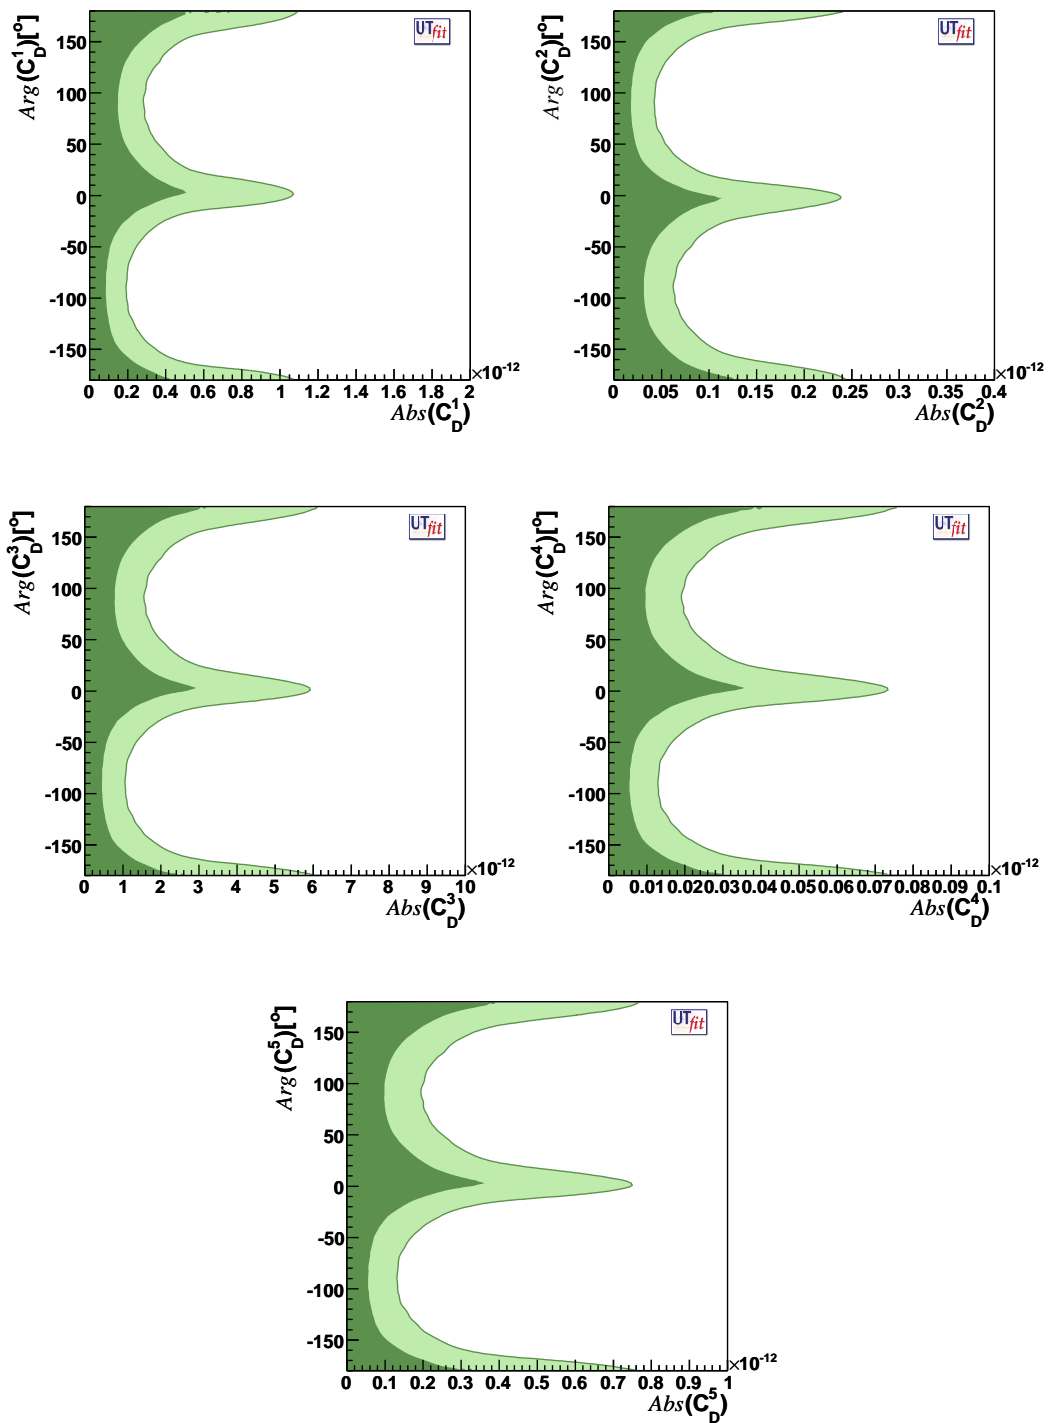 Arg(C_D^1)[°]
UTfit
150
100
50
0
-50
-100
-150
0 0.2 0.4 0.6 0.8 1 1.2 1.4 1.6 1.8 2
×10^-12
Abs(C_D^1)
Arg(C_D^2)[°]
UTfit
150
100
50
0
-50
-100
-150
0 0.05 0.1 0.15 0.2 0.25 0.3 0.35 0.4
×10^-12
Abs(C_D^2)
Arg(C_D^3)[°]
UTfit
150
100
50
0
-50
-100
-150
0 1 2 3 4 5 6 7 8 9 10
×10^-12
Abs(C_D^3)
Arg(C_D^4)[°]
UTfit
150
100
50
0
-50
-100
-150
0 0.01 0.02 0.03 0.04 0.05 0.06 0.07 0.08 0.09 0.1
×10^-12
Abs(C_D^4)
Arg(C_D^5)[°]
UTfit
150
100
50
0
-50
-100
-150
0 0.1 0.2 0.3 0.4 0.5 0.6 0.7 0.8 0.9 1
×10^-12
Abs(C_D^5)